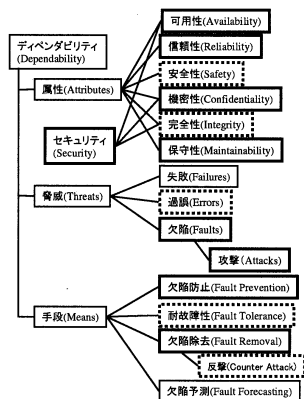 ディペンダビリティ
(Dependability)
属性(Attributes)
可用性(Availability)
信頼性(Reliability)
安全性(Safety)
機密性(Confidentiality)
完全性(Integrity)
保守性(Maintainability)
セキュリティ
(Security)
脅威(Threats)
失敗(Failures)
過誤(Errors)
欠陥(Faults)
攻撃(Attacks)
手段(Means)
欠陥防止(Fault Prevention)
耐故障性(Fault Tolerance)
欠陥除去(Fault Removal)
反撃(Counter Attack)
欠陥予測(Fault Forecasting)